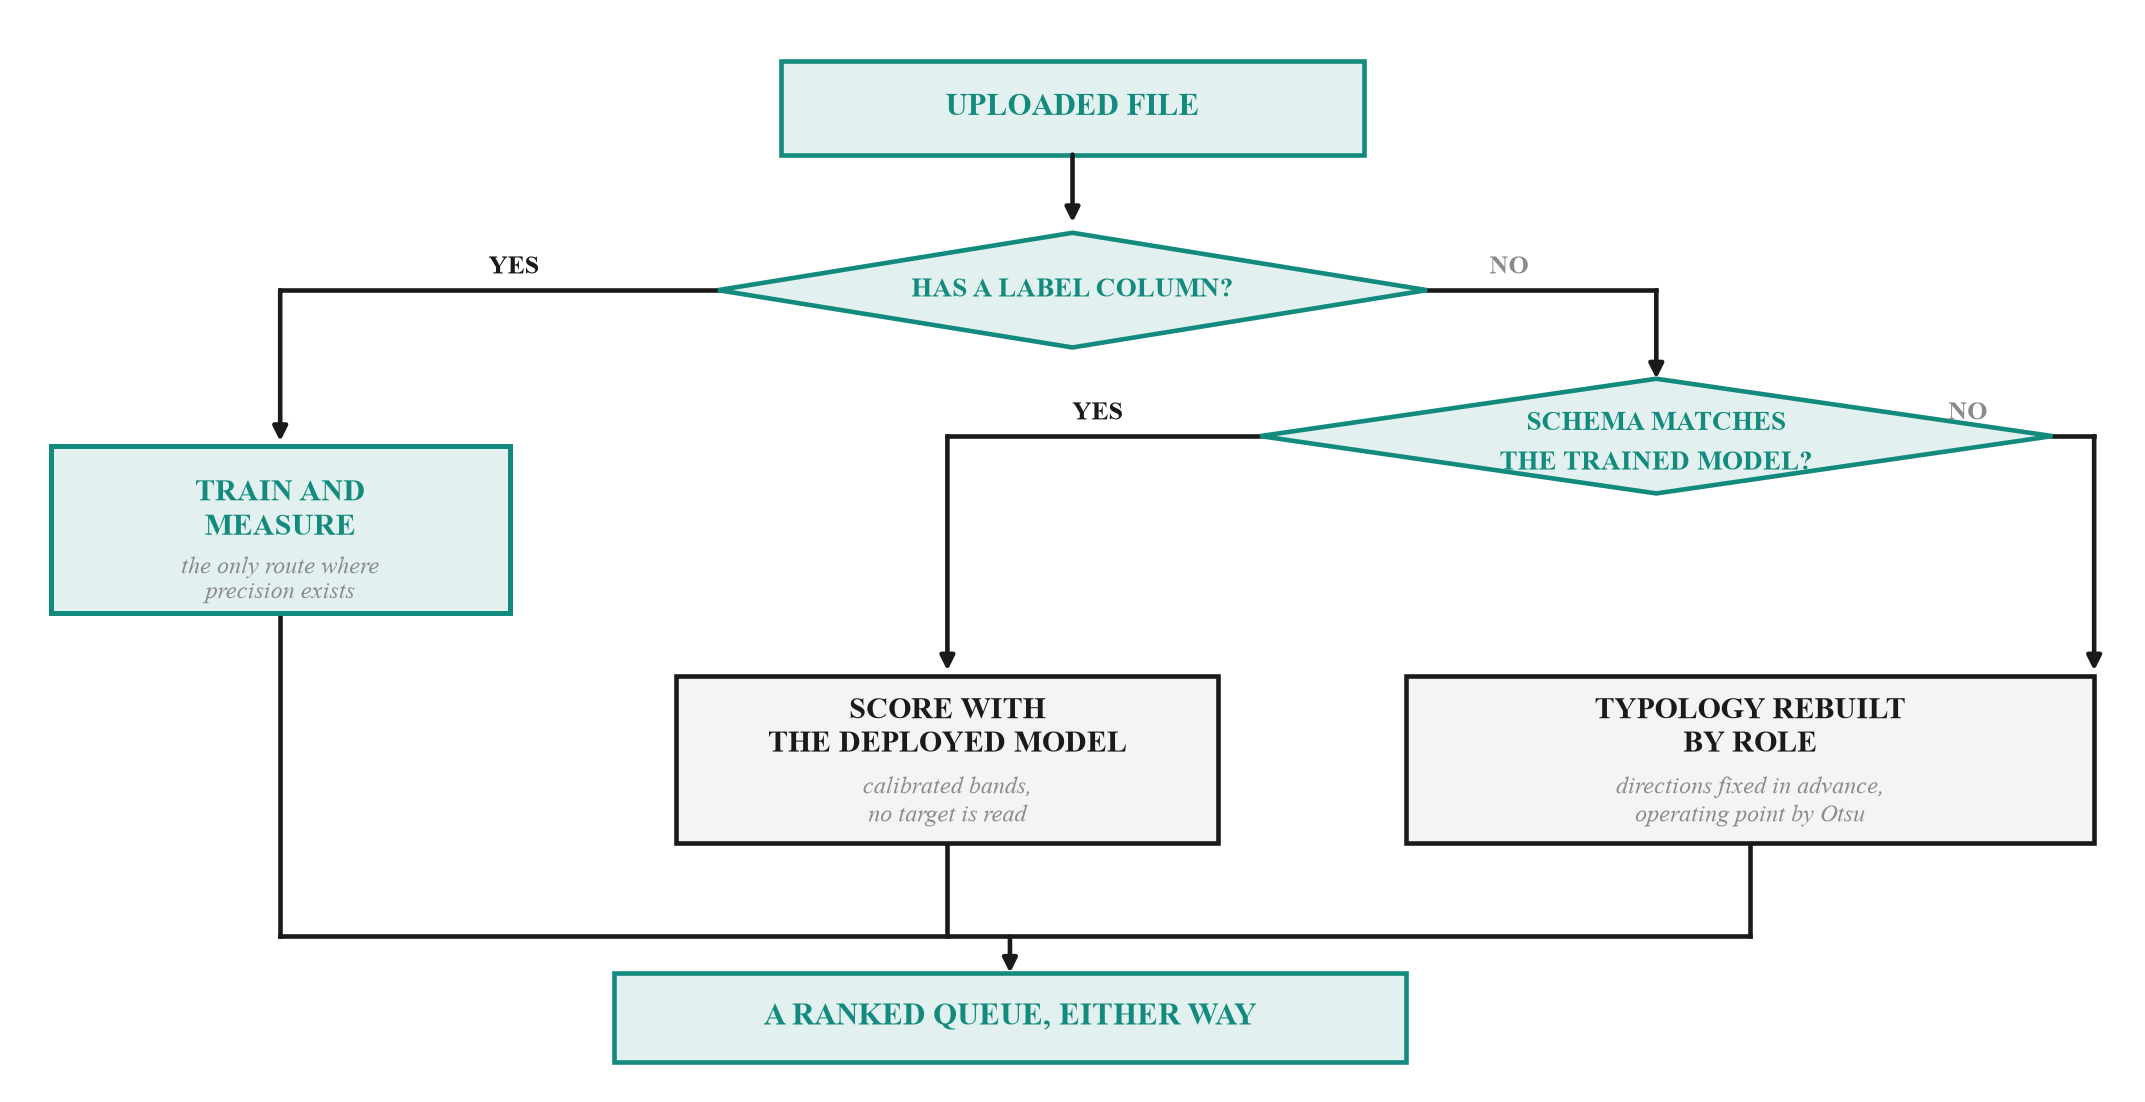 UPLOADED FILE
YES
NO
HAS A LABEL COLUMN?
YES
NO
SCHEMA MATCHES
THE TRAINED MODEL?
TRAIN AND
MEASURE
the only route where
precision exists
SCORE WITH
THE DEPLOYED MODEL
calibrated bands,
no target is read
TYPOLOGY REBUILT
BY ROLE
directions fixed in advance,
operating point by Otsu
A RANKED QUEUE, EITHER WAY